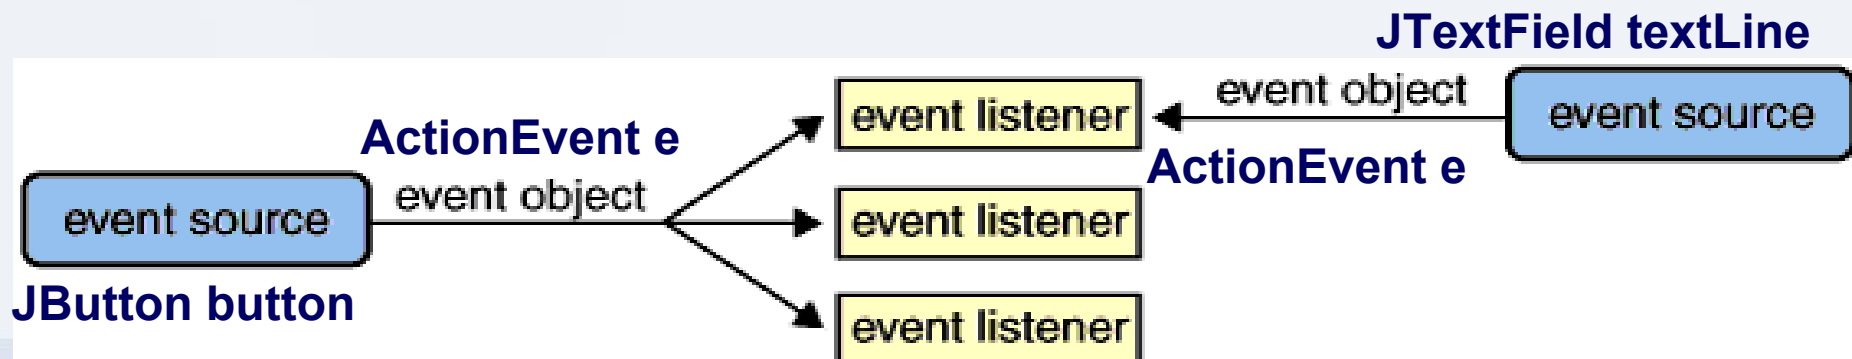 JTextField textLine
event listener
event object
event source
ActionEvent e
ActionEvent e
event object
event source
event listener
JButton button
event listener